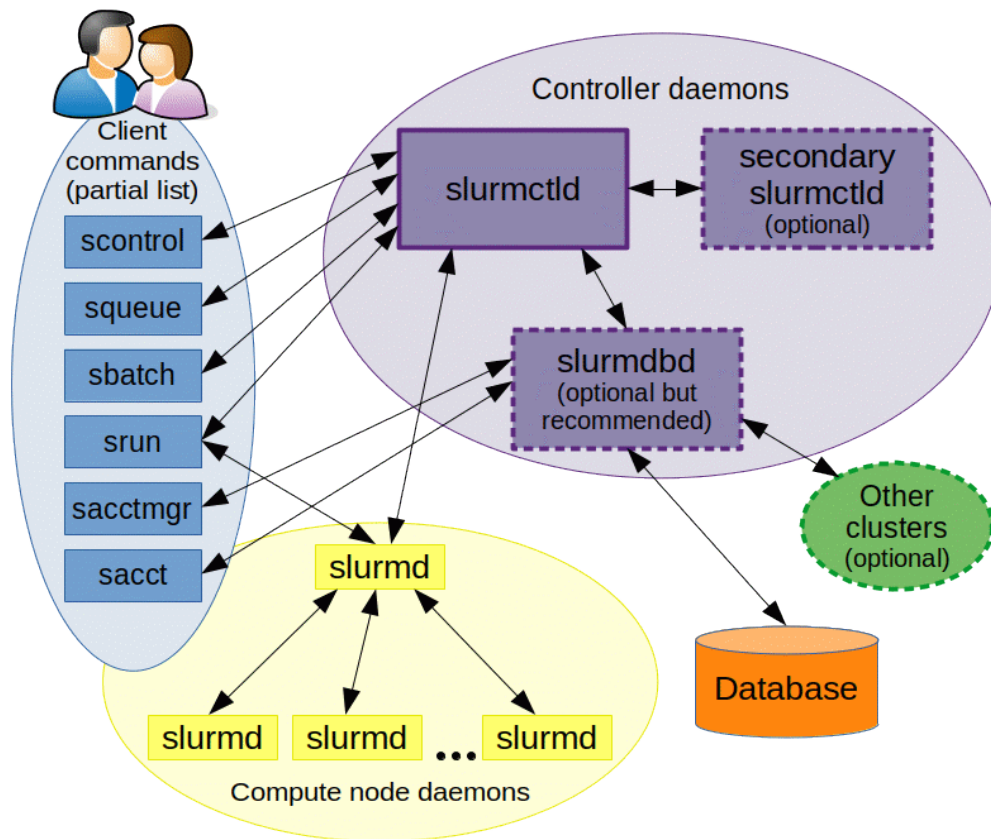 Client
commands
(partial list)
scontrol
squeue
sbatch
srun
sacctmgr
sacct
Controller daemons
slurmctld
secondary
slurmctld
(optional)
slurmdbd
(optional but
recommended)
Other
clusters
(optional)
Database
slurmd
slurmd
slurmd
slurmd
Compute node daemons